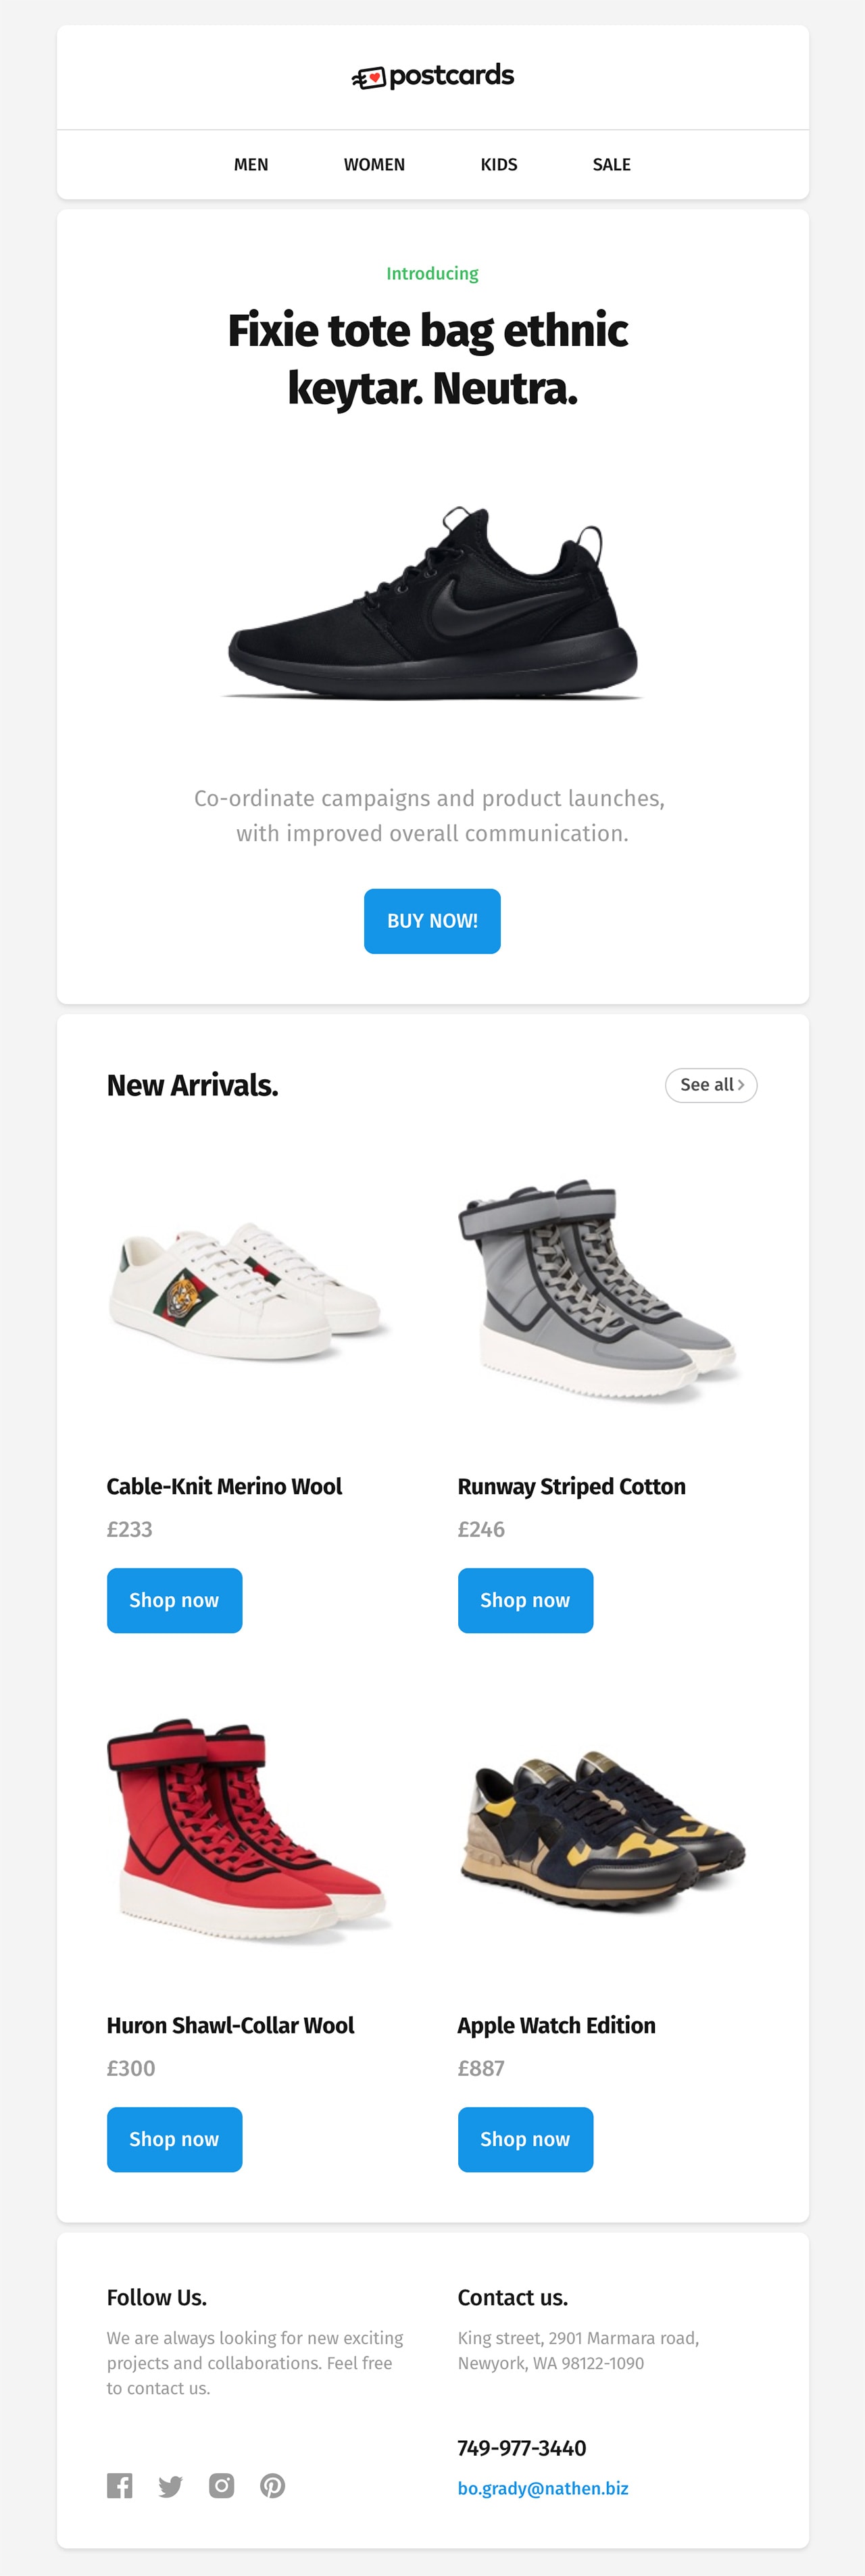 postcards
MEN WOMEN KIDS SALE
Introducing
Fixie tote bag ethnic
keytar. Neutra.
Co-ordinate campaigns and product launches,
with improved overall communication.
BUY NOW!
New Arrivals.
See all
Cable-Knit Merino Wool
£233
Shop now
Runway Striped Cotton
£246
Shop now
Huron Shawl-Collar Wool
£300
Shop now
Apple Watch Edition
£887
Shop now
Follow Us.
We are always looking for new exciting
projects and collaborations. Feel free
to contact us.
Contact us.
King street, 2901 Marmara road,
Newyork, WA 98122-1090
749-977-3440
bo.grady@nathen.biz